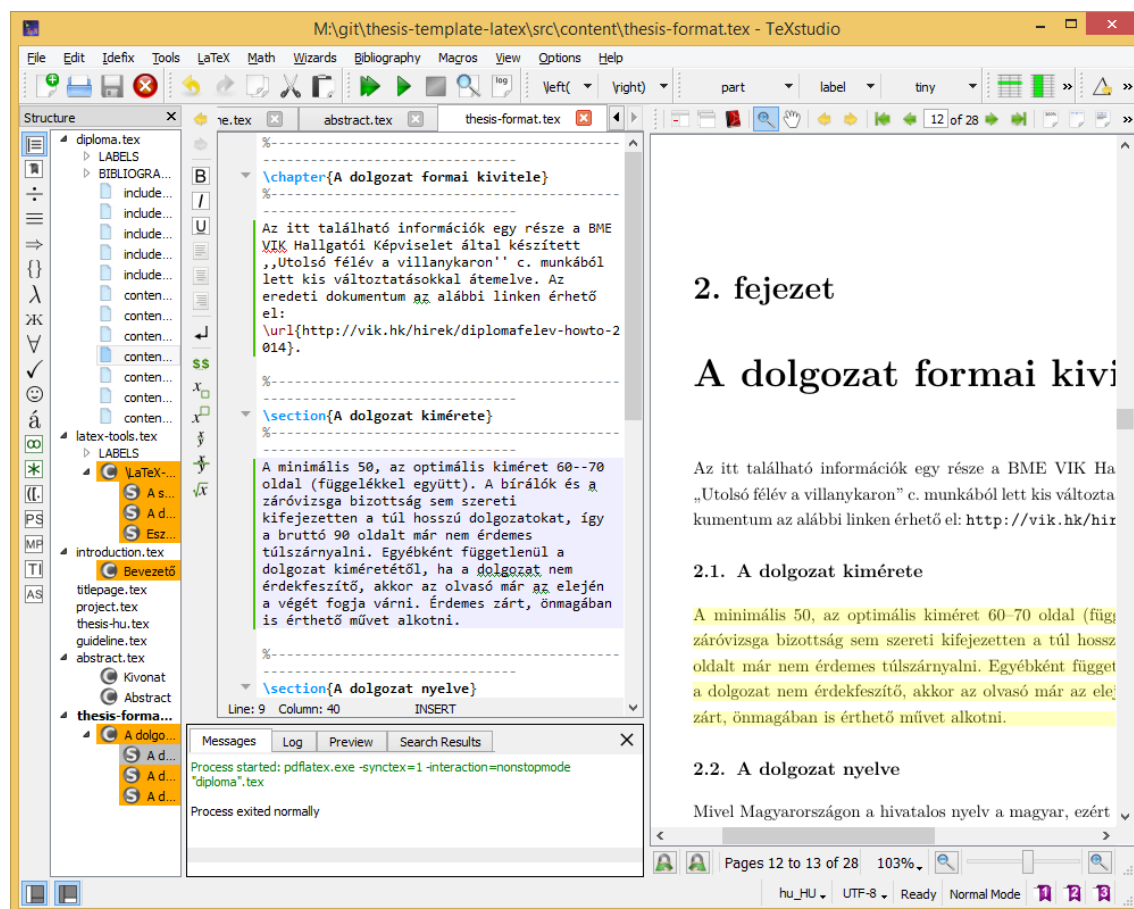 M:\git\thesis-template-latex\src\content\thesis-format.tex - TeXstudio
File Edit Idefix Tools LaTeX Math Wizards Bibliography Macros View Options Help
log \left( \right) part label tiny »  »
Structure
diploma.tex
LABELS
BIBLIOGRA...
include...
include...
include...
include...
include...
conten...
conten...
conten...
conten...
conten...
conten...
conten...
latex-tools.tex
LABELS
\LaTeX-...
A s...
A d...
Esz...
introduction.tex
Bevezető
titlepage.tex
project.tex
thesis-hu.tex
guideline.tex
abstract.tex
Kivonat
Abstract
thesis-forma...
A dolgo...
A d...
A d...
A d...
{}
λ
Ж
∀
á
∞
*
([.
PS
MP
TI
AS
B
I
U
$$
ne.tex abstract.tex thesis-format.tex
%-----------------------------------------------
----------------------------------
\chapter{A dolgozat formai kivitele}
%-----------------------------------------------
----------------------------------
Az itt található információk egy része a BME
VIK Hallgatói Képviselet által készített
,,Utolsó félév a villanykaron'' c. munkából
lett kis változtatásokkal átemelve. Az
eredeti dokumentum az alábbi linken érhető
el:
\url{http://vik.hk/hirek/diplomafelev-howto-2
014}.
%-----------------------------------------------
----------------------------------
\section{A dolgozat kimérete}
%-----------------------------------------------
----------------------------------
A minimális 50, az optimális kiméret 60--70
oldal (függelékkel együtt). A bírálók és a
záróvizsga bizottság sem szereti
kifejezetten a túl hosszú dolgozatokat, így
a bruttó 90 oldalt már nem érdemes
túlszárnyalni. Egyébként függetlenül a
dolgozat kiméretétől, ha a dolgozat nem
érdekfeszítő, akkor az olvasó már az elején
a végét fogja várni. Érdemes zárt, önmagában
is érthető művet alkotni.
%-----------------------------------------------
----------------------------------
\section{A dolgozat nyelve}
Line: 9 Column: 40 INSERT
Messages Log Preview Search Results
Process started: pdflatex.exe -synctex=1 -interaction=nonstopmode
"diploma".tex
Process exited normally
12 of 28 »
2. fejezet
A dolgozat formai kivi
Az itt található információk egy része a BME VIK Ha
„Utolsó félév a villanykaron” c. munkából lett kis változta
kumentum az alábbi linken érhető el: http://vik.hk/hir
2.1. A dolgozat kimérete
A minimális 50, az optimális kiméret 60–70 oldal (füg
záróvizsga bizottság sem szereti kifejezetten a túl hossz
oldalt már nem érdemes túlszárnyalni. Egyébként függet
a dolgozat nem érdekfeszítő, akkor az olvasó már az elej
zárt, önmagában is érthető művet alkotni.
2.2. A dolgozat nyelve
Mivel Magyarországon a hivatalos nyelv a magyar, ezért
Pages 12 to 13 of 28 103%
hu_HU UTF-8 Ready Normal Mode 1 2 3